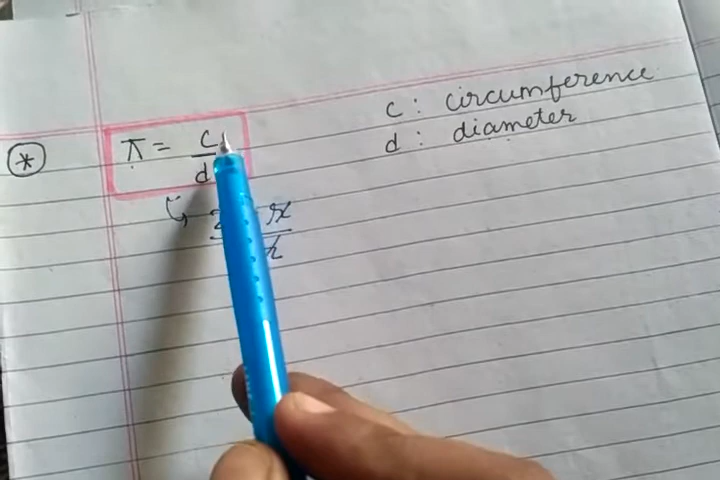 c : circumference
d : diameter
* π = c/d